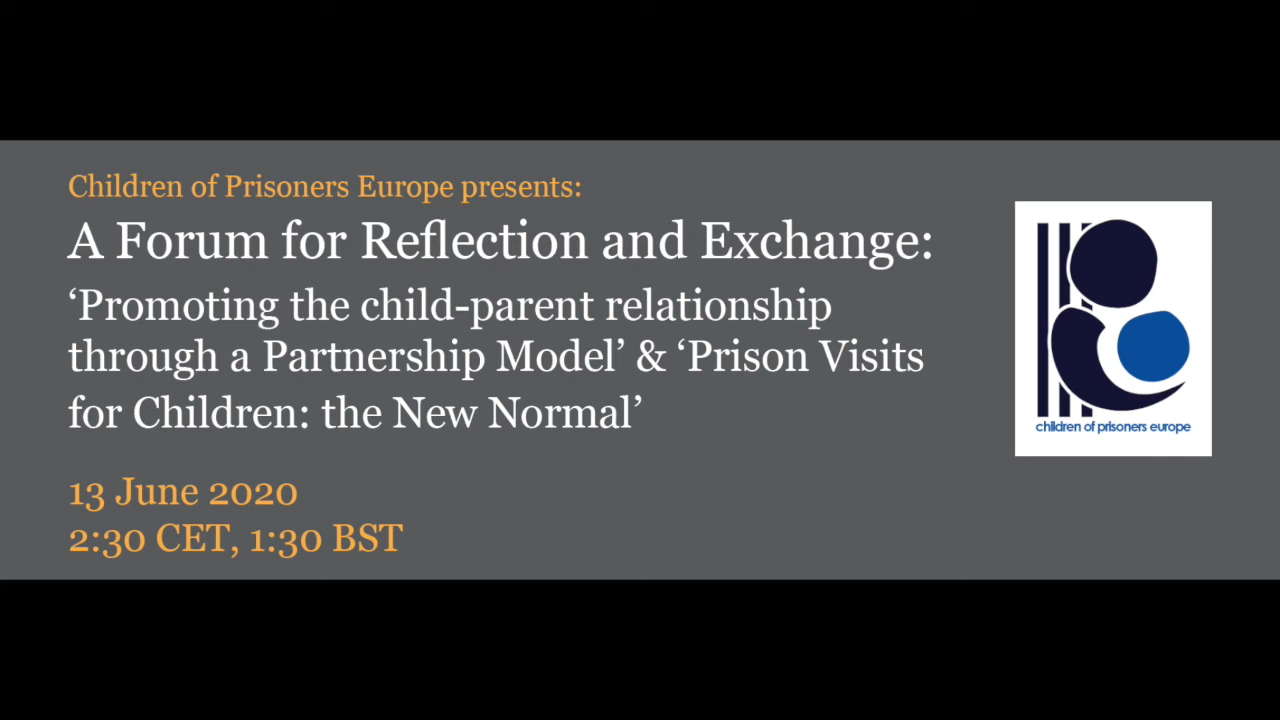 Children of Prisoners Europe presents:
A Forum for Reflection and Exchange:
‘Promoting the child-parent relationship
through a Partnership Model’ & ‘Prison Visits
for Children: the New Normal’
13 June 2020
2:30 CET, 1:30 BST
children of prisoners europe